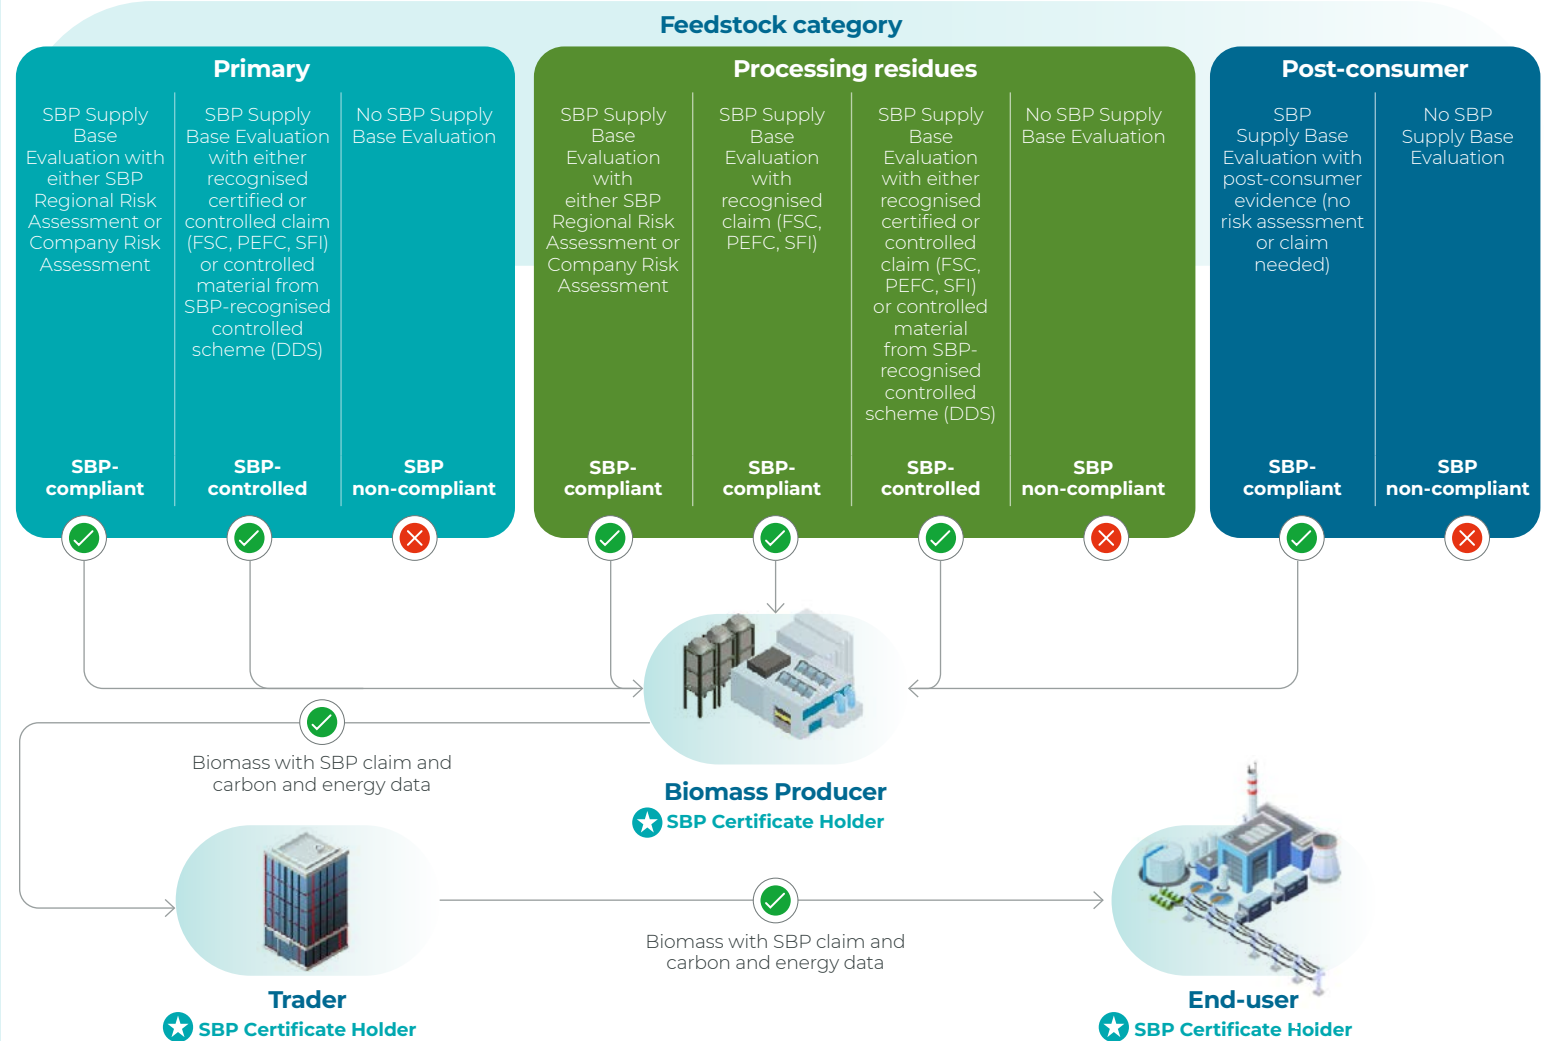 Feedstock category
Primary
SBP Supply
Base
Evaluation with
either SBP
Regional Risk
Assessment or
Company Risk
Assessment
SBP-
compliant
SBP Supply
Base Evaluation
with either
recognised
certified or
controlled claim
(FSC, PEFC, SFI)
or controlled
material from
SBP-recognised
controlled
scheme (DDS)
SBP-
controlled
No SBP Supply
Base Evaluation
SBP
non-compliant
Processing residues
SBP Supply
Base
Evaluation
with
either SBP
Regional Risk
Assessment or
Company Risk
Assessment
SBP-
compliant
SBP Supply
Base
Evaluation
with
recognised
claim (FSC,
PEFC, SFI)
SBP-
compliant
SBP Supply
Base
Evaluation
with either
recognised
certified or
controlled
claim (FSC,
PEFC, SFI)
or controlled
material
from SBP-
recognised
controlled
scheme (DDS)
SBP-
controlled
No SBP Supply
Base Evaluation
SBP
non-compliant
Post-consumer
SBP
Supply Base
Evaluation with
post-consumer
evidence (no
risk assessment
or claim
needed)
SBP-
compliant
No SBP
Supply Base
Evaluation
SBP
non-compliant
Biomass with SBP claim and
carbon and energy data
Biomass Producer
SBP Certificate Holder
Biomass with SBP claim and
carbon and energy data
Trader
SBP Certificate Holder
End-user
SBP Certificate Holder